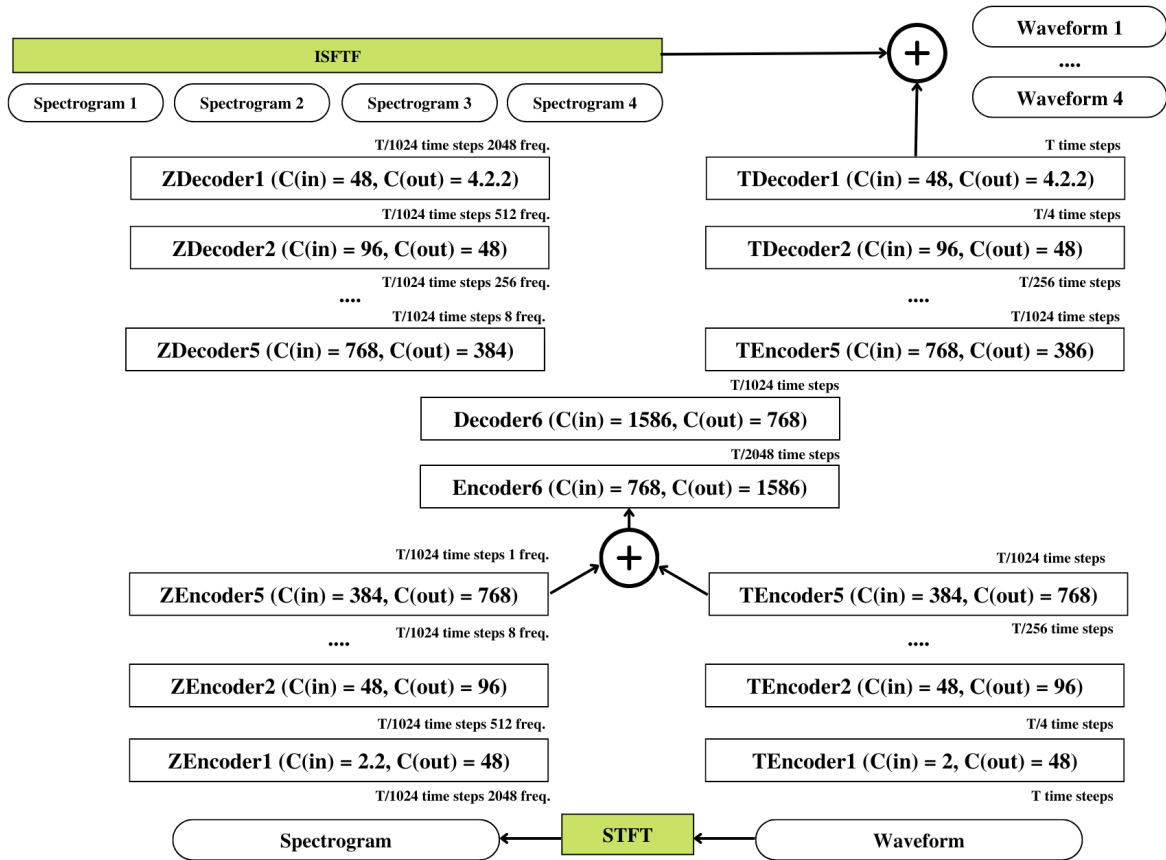 Waveform 1
....
Waveform 4
ISFTF
Spectrogram 1
Spectrogram 2
Spectrogram 3
Spectrogram 4
T/1024 time steps 2048 freq.
ZDecoder1 (C(in) = 48, C(out) = 4.2.2)
T/1024 time steps 512 freq.
ZDecoder2 (C(in) = 96, C(out) = 48)
T/1024 time steps 256 freq.
....
T/1024 time steps 8 freq.
ZDecoder5 (C(in) = 768, C(out) = 384)
T time steps
TDecoder1 (C(in) = 48, C(out) = 4.2.2)
T/4 time steps
TDecoder2 (C(in) = 96, C(out) = 48)
T/256 time steps
....
T/1024 time steps
TEncoder5 (C(in) = 768, C(out) = 386)
T/1024 time steps
Decoder6 (C(in) = 1586, C(out) = 768)
T/2048 time steps
Encoder6 (C(in) = 768, C(out) = 1586)
+
+
T/1024 time steps 1 freq.
ZEncoder5 (C(in) = 384, C(out) = 768)
T/1024 time steps 8 freq.
....
ZEncoder2 (C(in) = 48, C(out) = 96)
T/1024 time steps 512 freq.
ZEncoder1 (C(in) = 2.2, C(out) = 48)
T/1024 time steps 2048 freq.
T/1024 time steps
TEncoder5 (C(in) = 384, C(out) = 768)
T/256 time steps
....
TEncoder2 (C(in) = 48, C(out) = 96)
T/4 time steps
TEncoder1 (C(in) = 2, C(out) = 48)
T time steeps
Spectrogram
STFT
Waveform